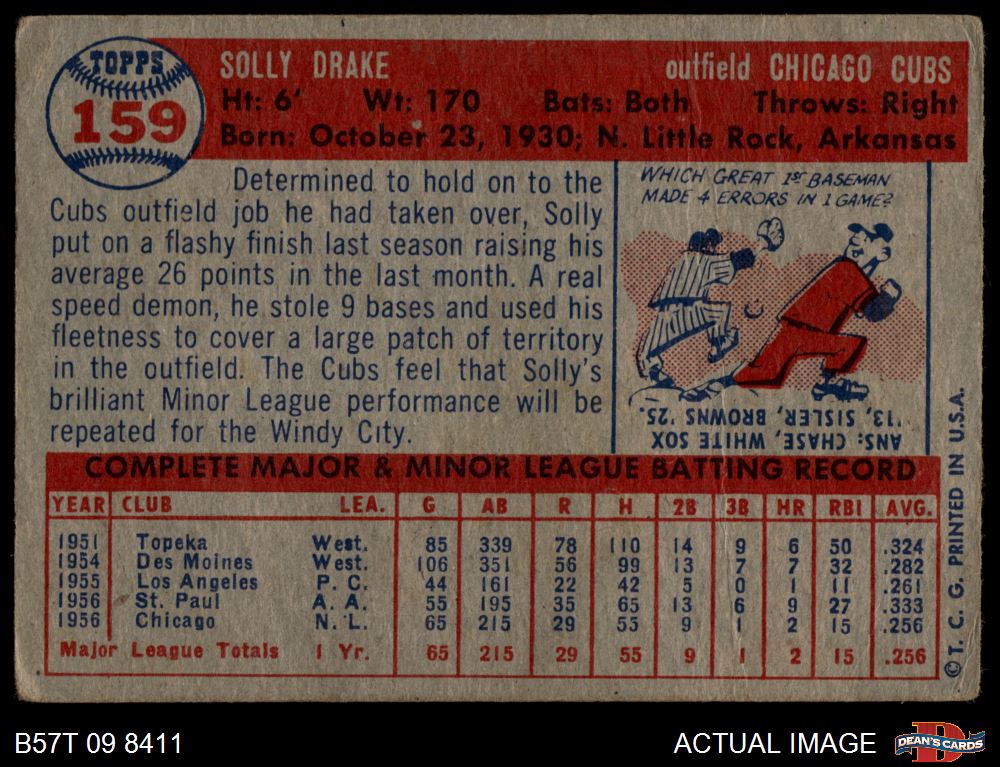 TOPPS
159
SOLLY DRAKE outfield CHICAGO CUBS
Ht: 6' Wt: 170 Bats: Both Throws: Right
Born: October 23, 1930; N. Little Rock, Arkansas
Determined to hold on to the
Cubs outfield job he had taken over, Solly
put on a flashy finish last season raising his
average 26 points in the last month. A real
speed demon, he stole 9 bases and used his
fleetness to cover a large patch of territory
in the outfield. The Cubs feel that Solly's
brilliant Minor League performance will be
repeated for the Windy City.
WHICH GREAT 1ST BASEMAN
MADE 4 ERRORS IN 1 GAME?
ANS: CHASE, WHITE SOX
'13, SISLER, BROWNS '25.
COMPLETE MAJOR & MINOR LEAGUE BATTING RECORD
YEAR CLUB LEA. G AB R H 2B 3B HR RBI AVG.
1951 Topeka West. 85 339 78 110 14 9 6 50 .324
1954 Des Moines West. 106 351 56 99 13 7 7 32 .282
1955 Los Angeles P. C. 44 161 22 42 5 0 1 11 .261
1956 St. Paul A. A. 55 195 35 65 13 6 9 27 .333
1956 Chicago N. L. 65 215 29 55 9 1 2 15 .256
Major League Totals 1 Yr. 65 215 29 55 9 1 2 15 .256
© T. C. G. PRINTED IN U.S.A.
B57T 09 8411 ACTUAL IMAGE DEAN'S CARDS